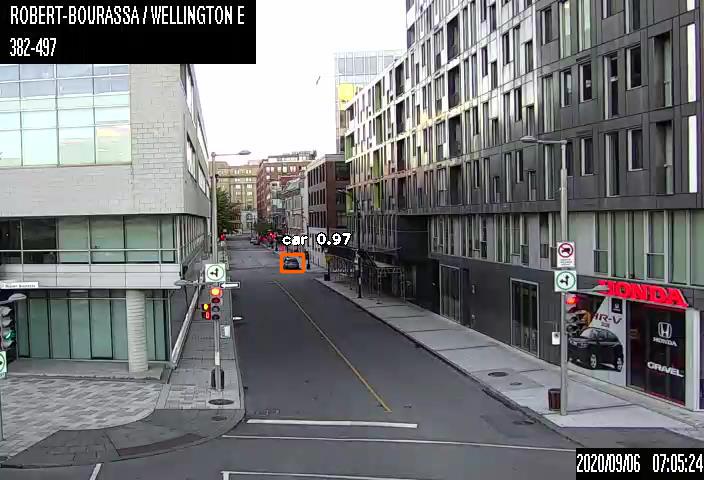 ROBERT-BOURASSA / WELLINGTON E
382-497
car 0.97
HONDA
HR-V
HONDA
GRAVEL
2020/09/06 07:05:24